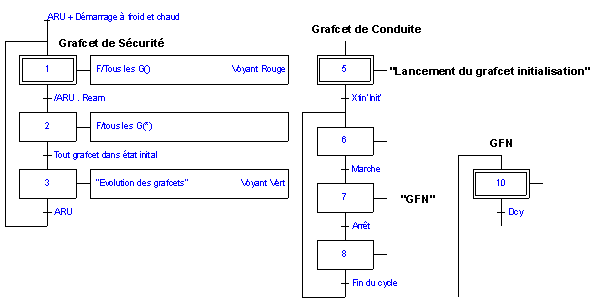 ARU + Démarrage à froid et chaud
Grafcet de Sécurité
1 F/Tous les G() Voyant Rouge
/ARU . Rearn
2 F/tous les G(*)
Tout grafcet dans état inital
3 "Evolution des grafcets" Voyant Vert
ARU
Grafcet de Conduite
5 "Lancement du grafcet initialisation"
Xfin'Init'
6
Marche
7 "GFN"
Arrêt
8
Fin du cycle
GFN
10
Dcy